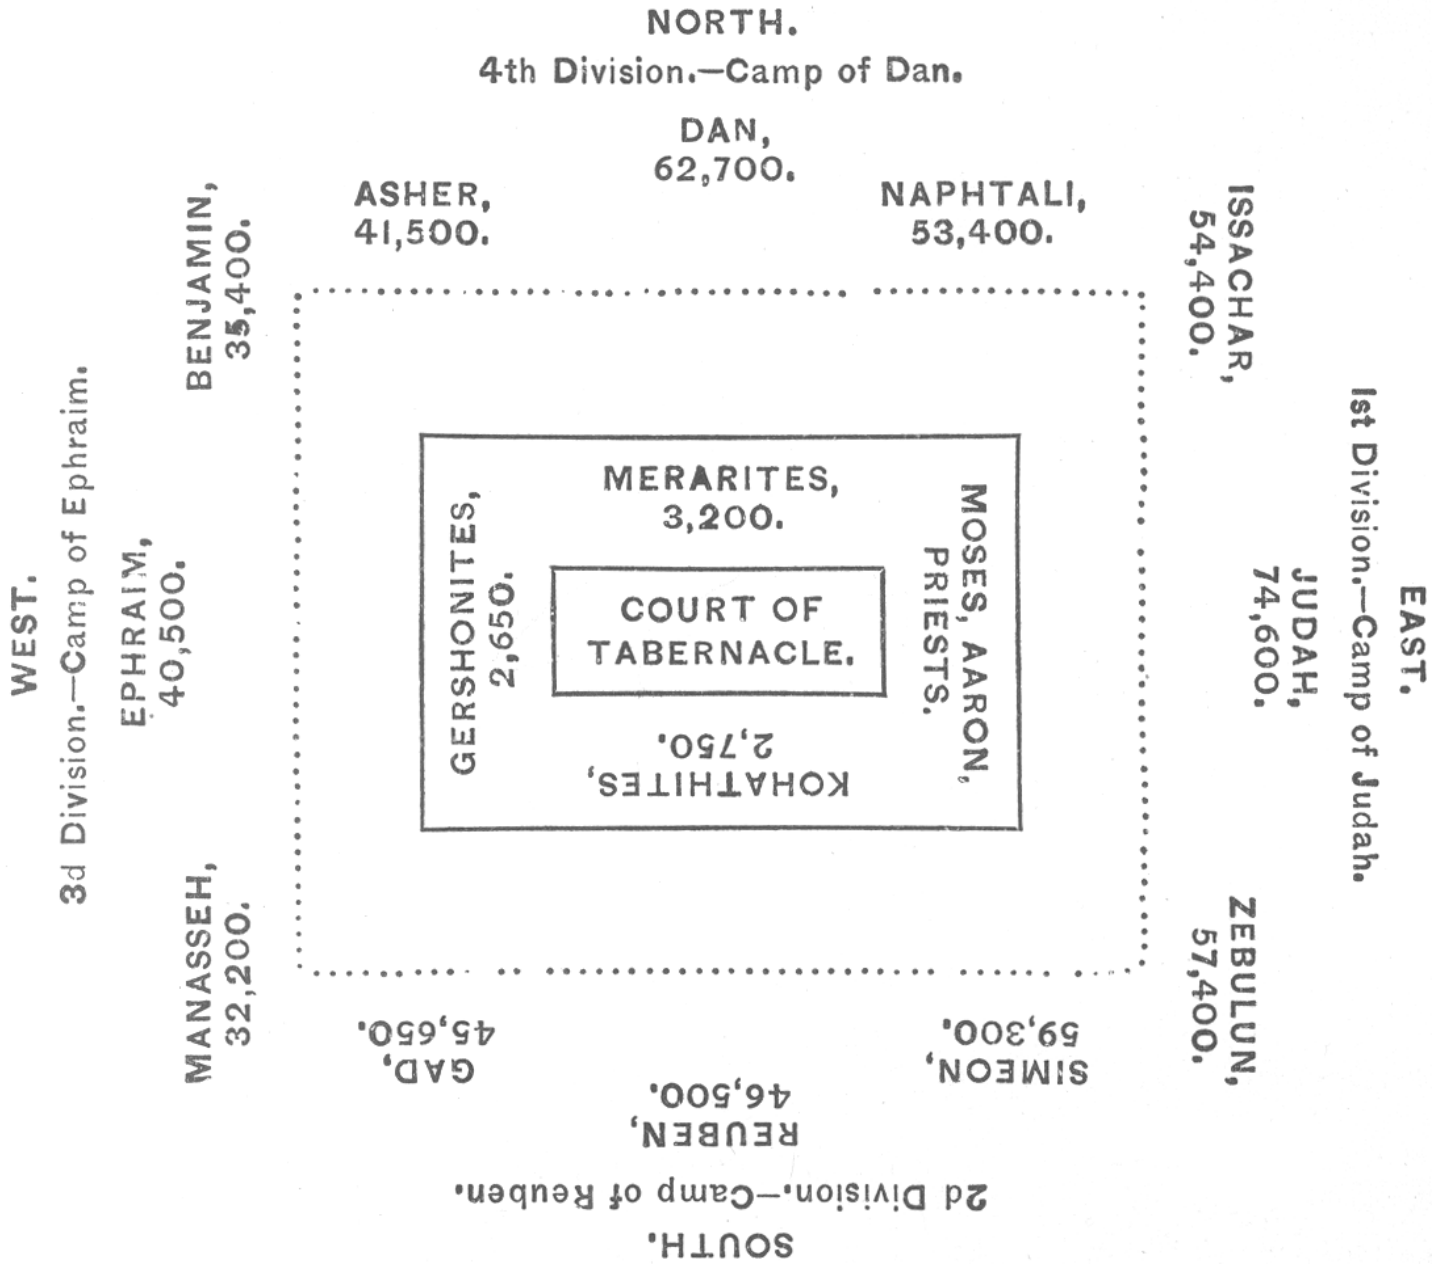 NORTH.
4th Division.—Camp of Dan.
DAN,
62,700.
ASHER,
41,500.
NAPHTALI,
53,400.
BENJAMIN,
35,400.
ISSACHAR,
54,400.
WEST.
3d Division.—Camp of Ephraim.
EPHRAIM,
40,500.
GERSHONITES,
2,650.
MERARITES,
3,200.
COURT OF
TABERNACLE.
KOHATHITES,
2,750.
MOSES, AARON,
PRIESTS.
EAST.
1st Division.—Camp of Judah.
JUDAH,
74,600.
MANASSEH,
32,200.
ZEBULUN,
57,400.
SIMEON,
59,300.
GAD,
45,650.
REUBEN,
46,500.
2d Division.—Camp of Reuben.
SOUTH.